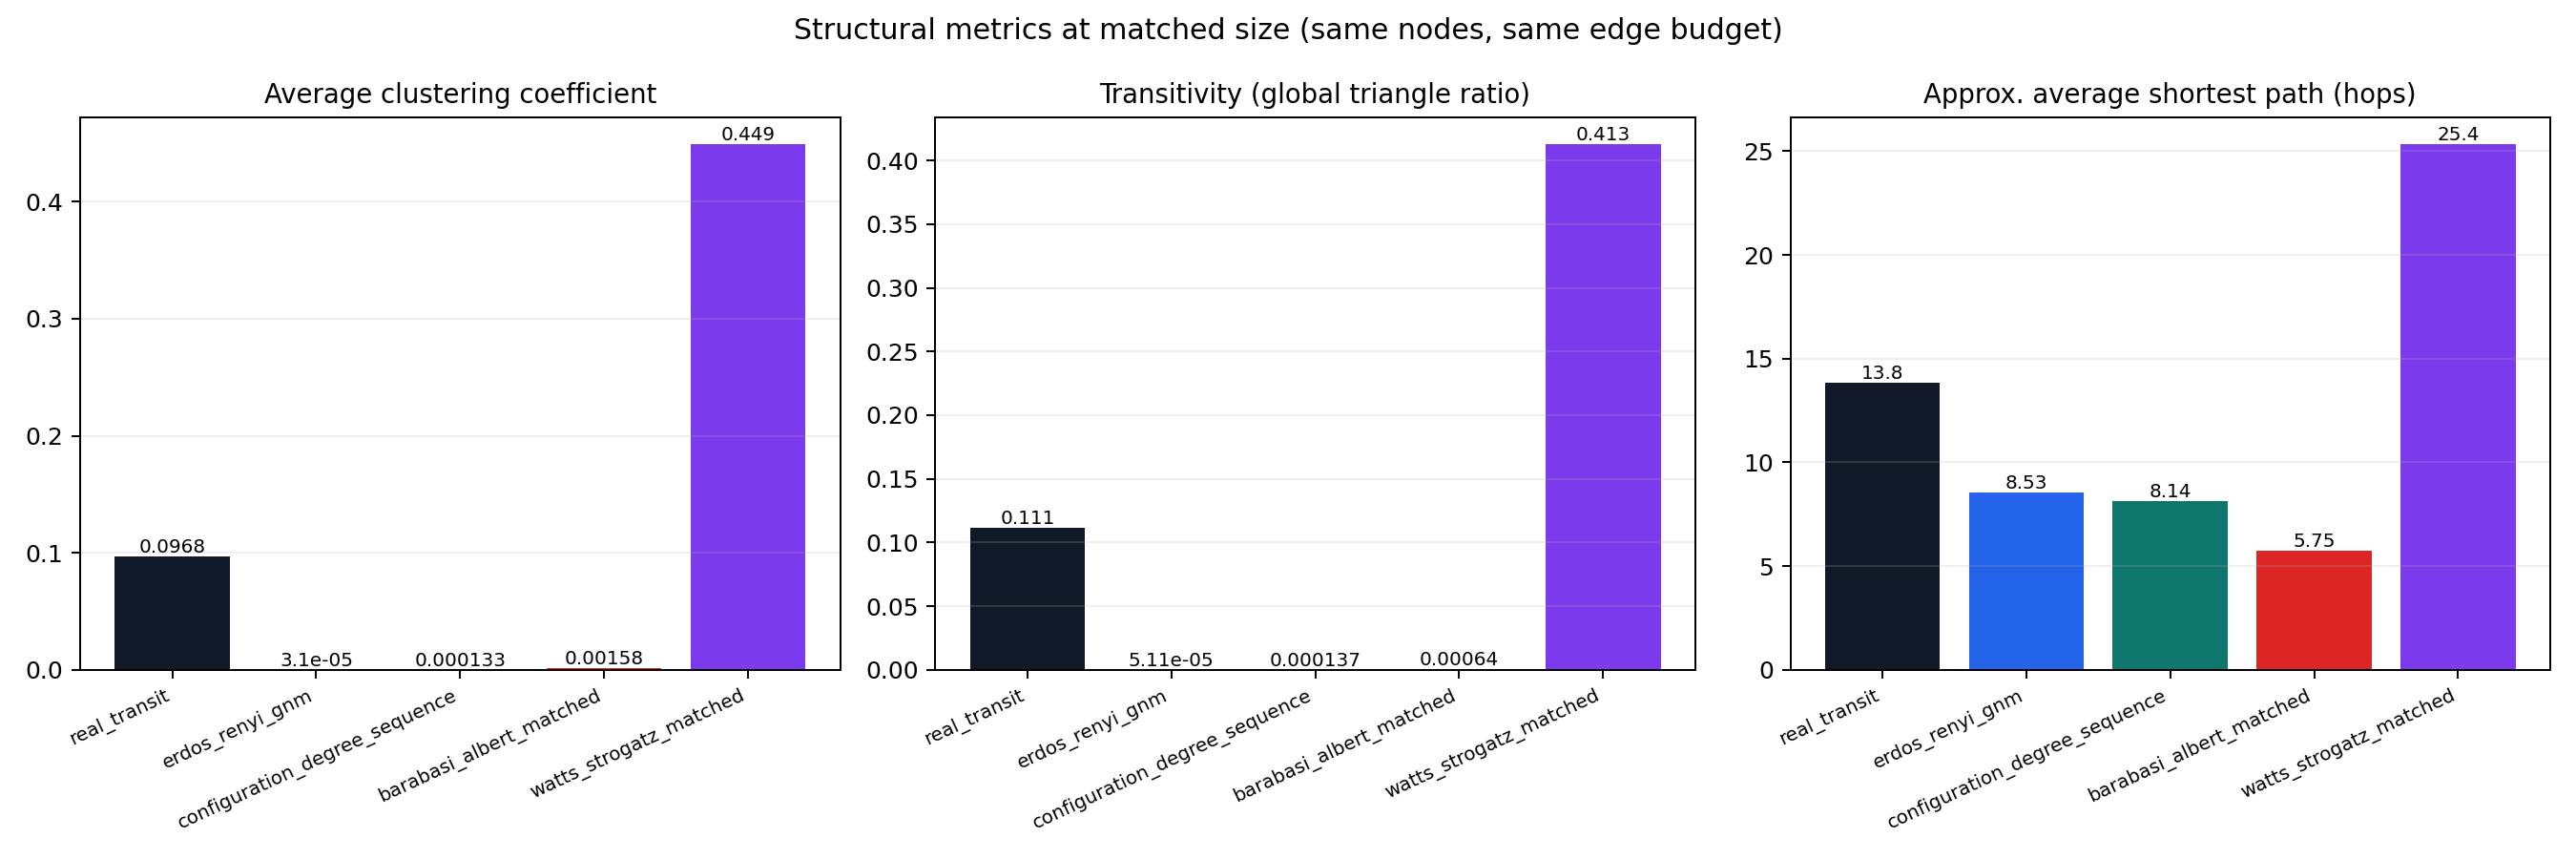 Structural metrics at matched size (same nodes, same edge budget)
Average clustering coefficient
0.4
0.3
0.2
0.1
0.0
0.0968
3.1e-05
0.000133
0.00158
0.449
real_transit
erdos_renyi_gnm
configuration_degree_sequence
barabasi_albert_matched
watts_strogatz_matched
Transitivity (global triangle ratio)
0.40
0.35
0.30
0.25
0.20
0.15
0.10
0.05
0.00
0.111
5.11e-05
0.000137
0.00064
0.413
real_transit
erdos_renyi_gnm
configuration_degree_sequence
barabasi_albert_matched
watts_strogatz_matched
Approx. average shortest path (hops)
25
20
15
10
5
0
13.8
8.53
8.14
5.75
25.4
real_transit
erdos_renyi_gnm
configuration_degree_sequence
barabasi_albert_matched
watts_strogatz_matched